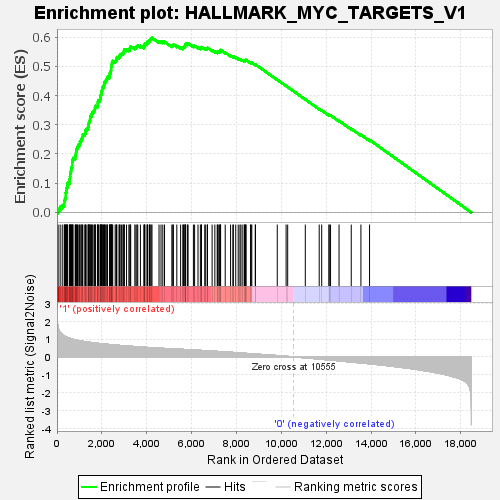 Enrichment plot: HALLMARK_MYC_TARGETS_V1
Enrichment score (ES)
0.6
0.5
0.4
0.3
0.2
0.1
0.0
'1' (positively correlated)
Ranked list metric (Signal2Noise)
3
2
1
0
-1
-2
-3
-4
Zero cross at 10555
'0' (negatively correlated)
0 2,000 4,000 6,000 8,000 10,000 12,000 14,000 16,000 18,000
Rank in Ordered Dataset
Enrichment profile Hits Ranking metric scores